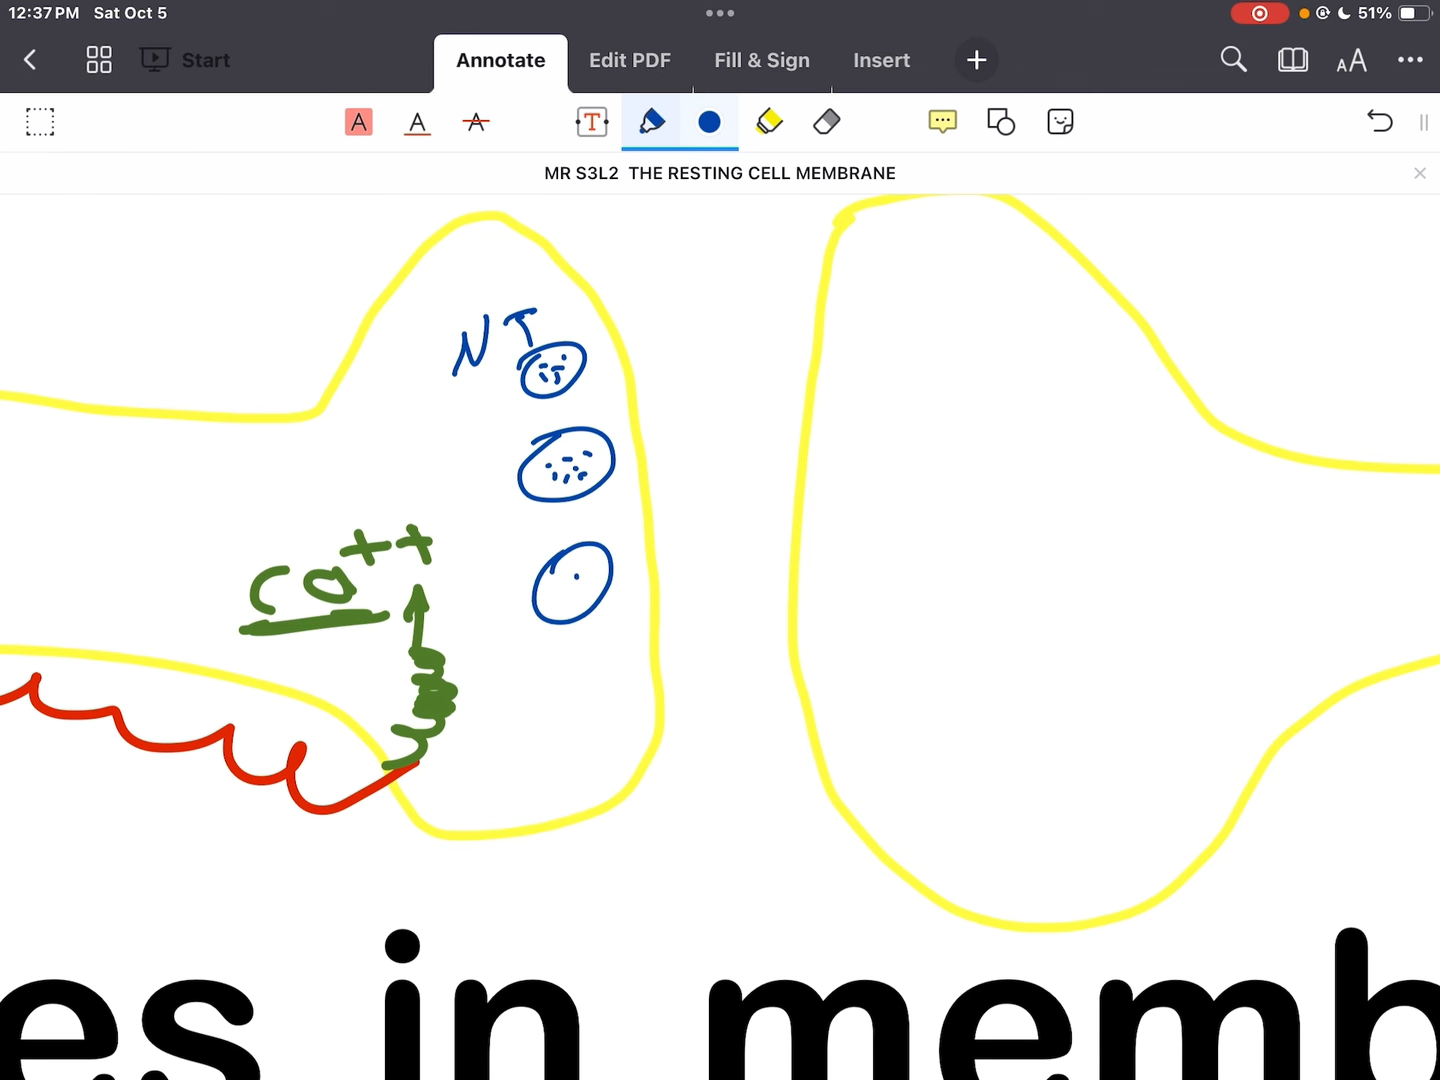 12:37 PM Sat Oct 5 51%
Start Annotate Edit PDF Fill & Sign Insert
MR S3L2 THE RESTING CELL MEMBRANE
NT
Ca++
es in memb